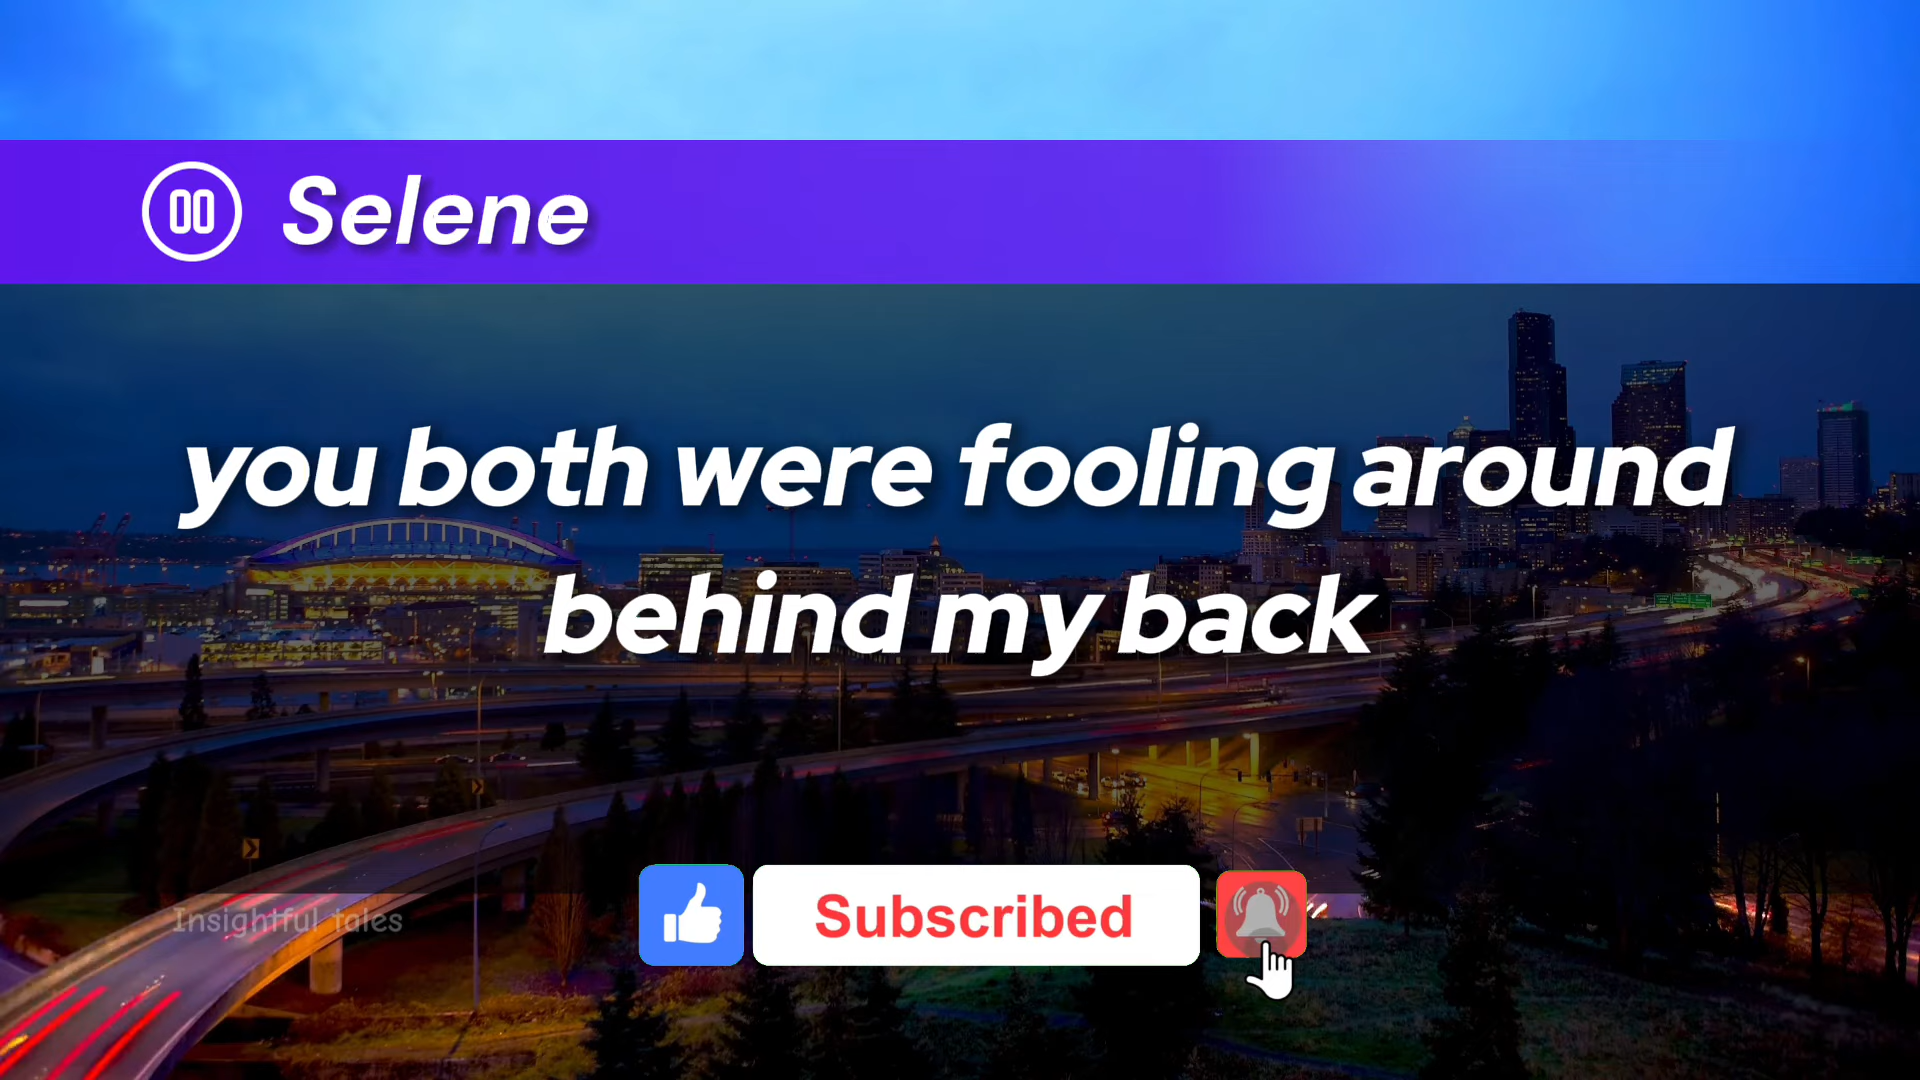 Selene
you both were fooling around
behind my back
Insightful tales
Subscribed